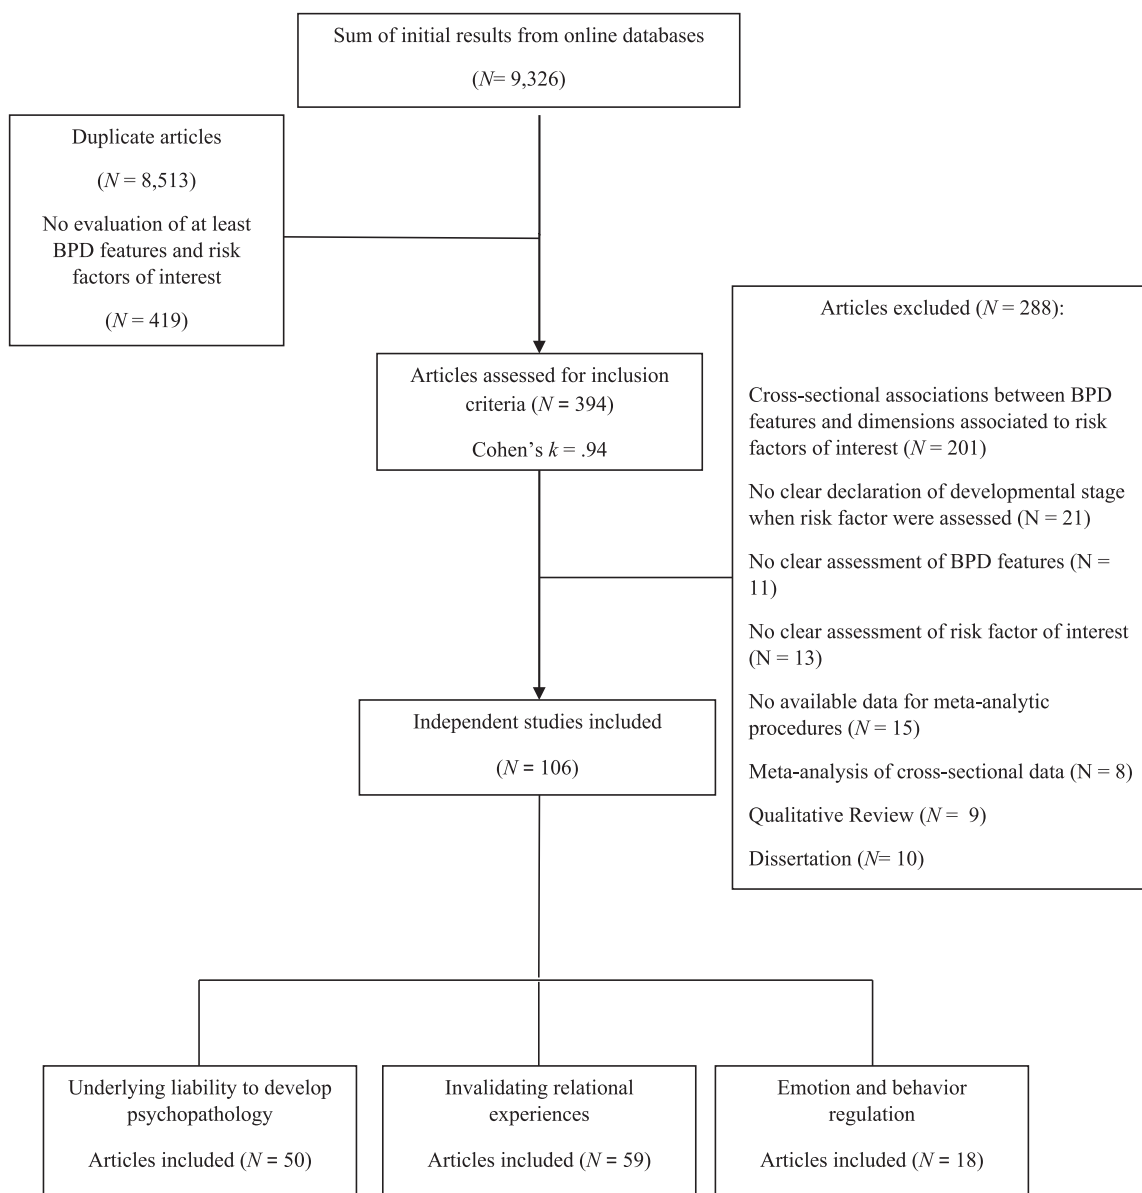 Sum of initial results from online databases
(N= 9,326)
Duplicate articles
(N = 8,513)
No evaluation of at least
BPD features and risk
factors of interest
(N = 419)
Articles assessed for inclusion
criteria (N = 394)
Cohen's k = .94
Articles excluded (N = 288):
Cross-sectional associations between BPD
features and dimensions associated to risk
factors of interest (N = 201)
No clear declaration of developmental stage
when risk factor were assessed (N = 21)
No clear assessment of BPD features (N =
11)
No clear assessment of risk factor of interest
(N = 13)
No available data for meta-analytic
procedures (N = 15)
Meta-analysis of cross-sectional data (N = 8)
Qualitative Review (N = 9)
Dissertation (N= 10)
Independent studies included
(N = 106)
Underlying liability to develop
psychopathology
Articles included (N = 50)
Invalidating relational
experiences
Articles included (N = 59)
Emotion and behavior
regulation
Articles included (N = 18)